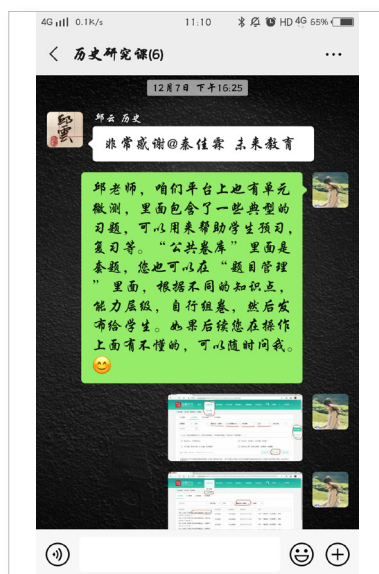 4G 0.1K/s 11:10 HD 4G 65%
历史研究课(6)
12月7日 下午16:25
邱云 历史
非常感谢@秦佳霖 未来教育
邱老师，咱们平台上也有单元
微测，里面包含了一些典型的
习题，可以用来帮助学生预习，
复习等。“公共卷库”里面是
套题，您也可以在“题目管理
”里面，根据不同的知识点，
能力层级，自行组卷，然后发
布给学生。如果后续您在操作
上面有不懂的，可以随时问我。